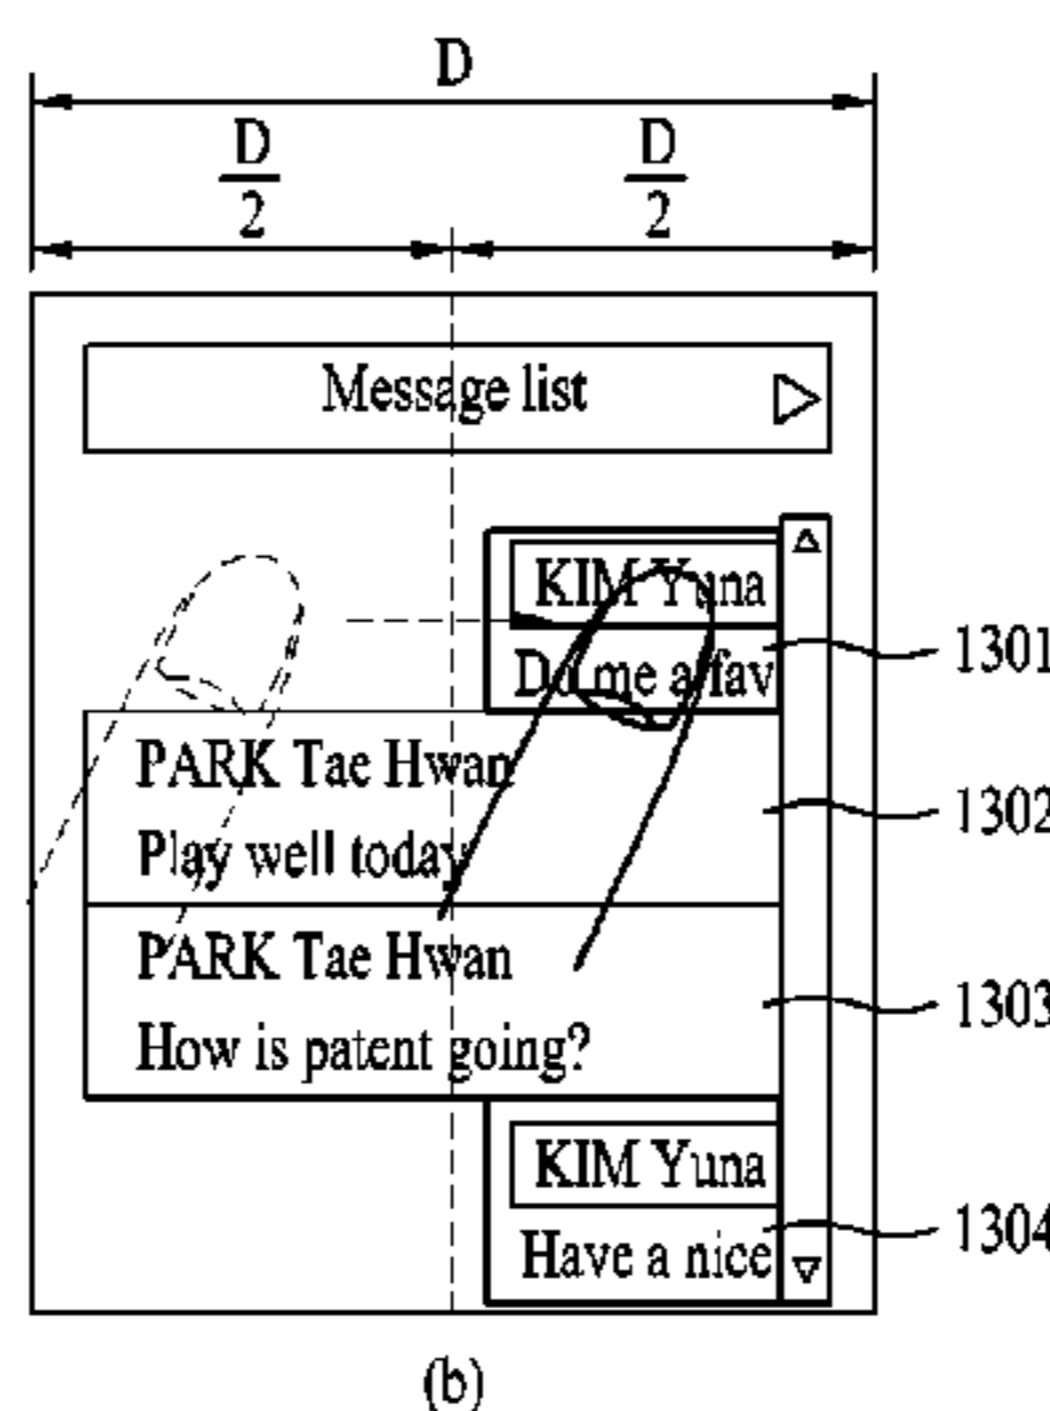 D
D D
2 2
Message list
KIM Yuna
Do me a fav
1301
PARK Tae Hwan
1302
Play well today
PARK Tae Hwan
1303
How is patent going?
KIM Yuna
1304
Have a nice
(b)